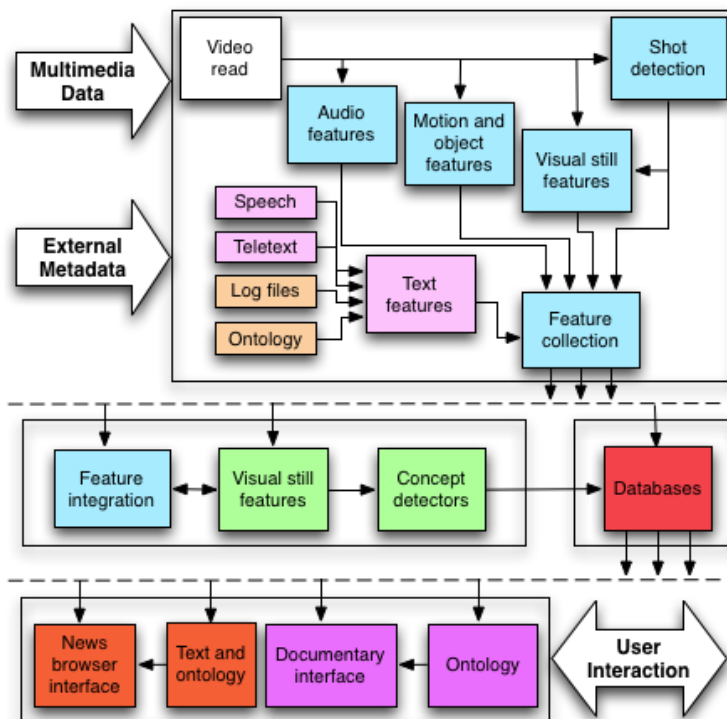 Multimedia
Data
Video
read
Shot
detection
Audio
features
Motion and
object
features
Visual still
features
External
Metadata
Speech
Teletext
Log files
Ontology
Text
features
Feature
collection
Feature
integration
Visual still
features
Concept
detectors
Databases
News
browser
interface
Text and
ontology
Documentary
interface
Ontology
User
Interaction